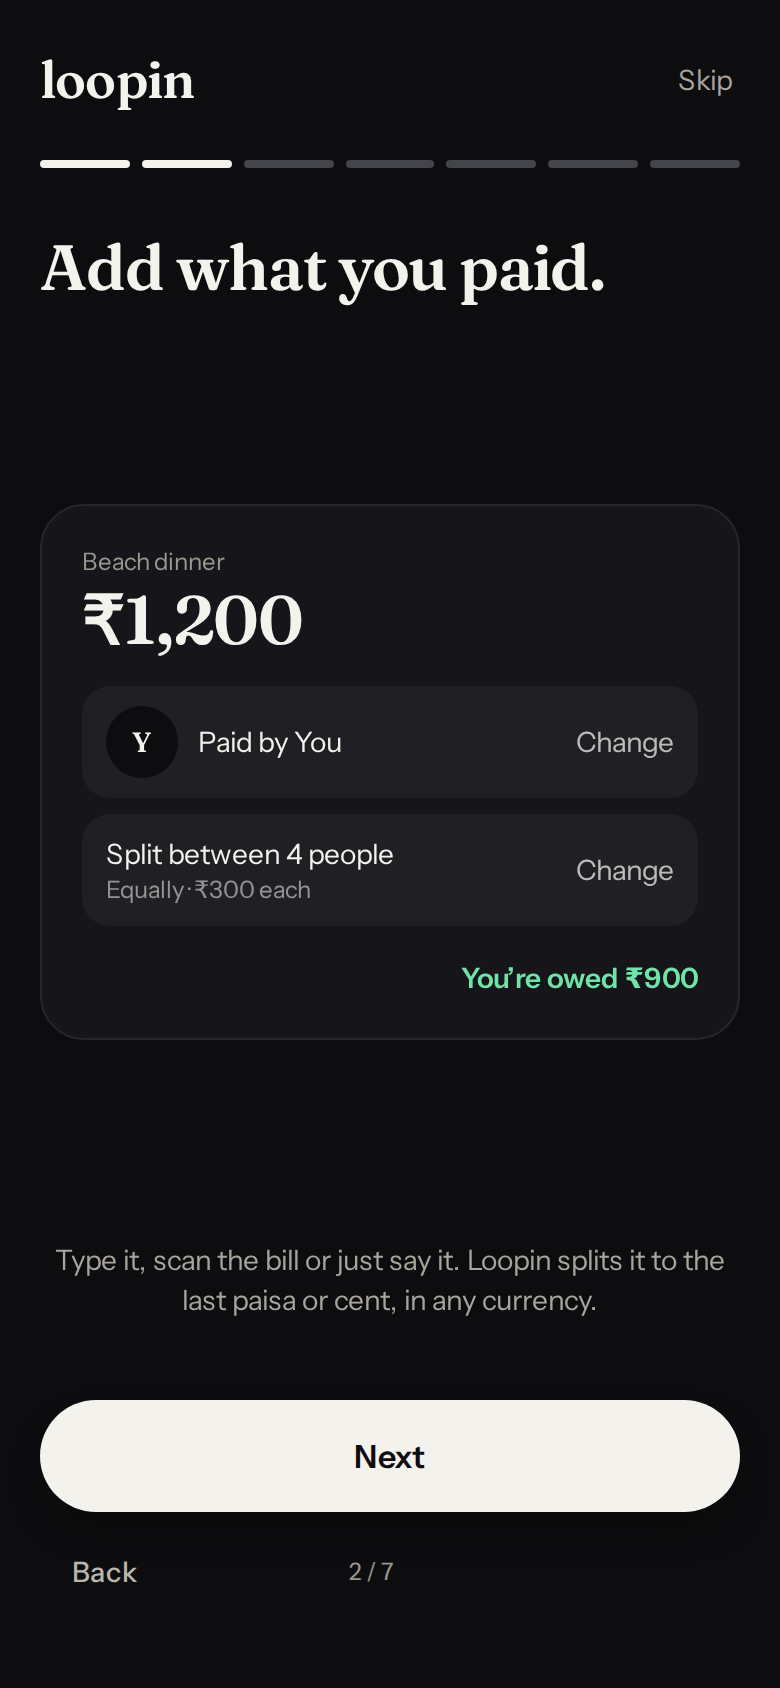 loopin
Skip
Add what you paid.
Beach dinner
₹1,200
Y
Paid by You
Change
Split between 4 people
Equally · ₹300 each
Change
You’re owed ₹900
Type it, scan the bill or just say it. Loopin splits it to the
last paisa or cent, in any currency.
Next
Back
2 / 7